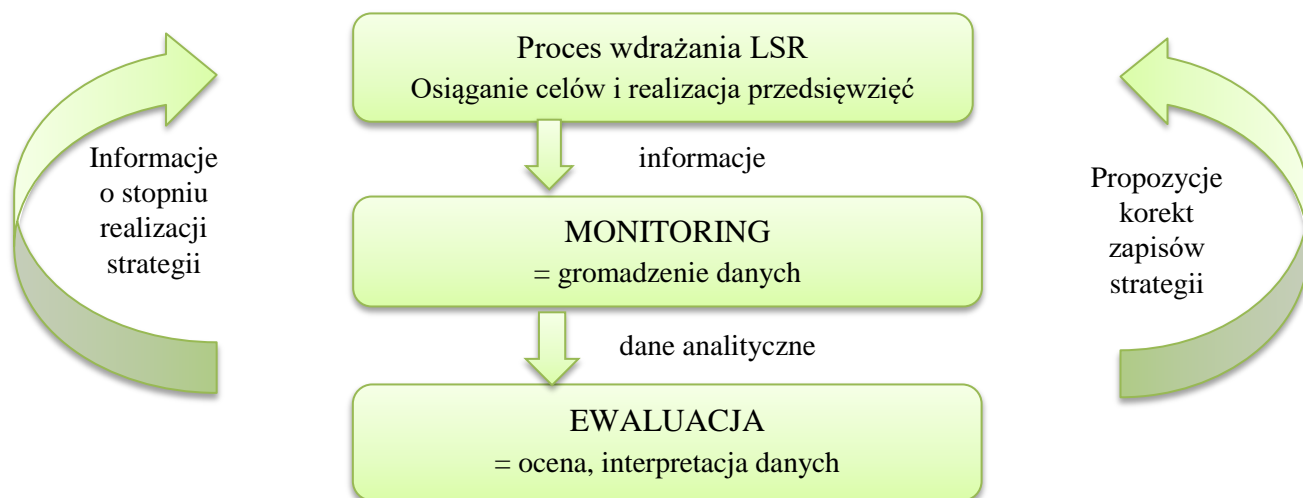 Proces wdrażania LSR
Osiąganie celów i realizacja przedsięwzięć
informacje
Informacje
o stopniu
realizacji
strategii
Propozycje
korekt
zapisów
strategii
MONITORING
= gromadzenie danych
dane analityczne
EWALUACJA
= ocena, interpretacja danych